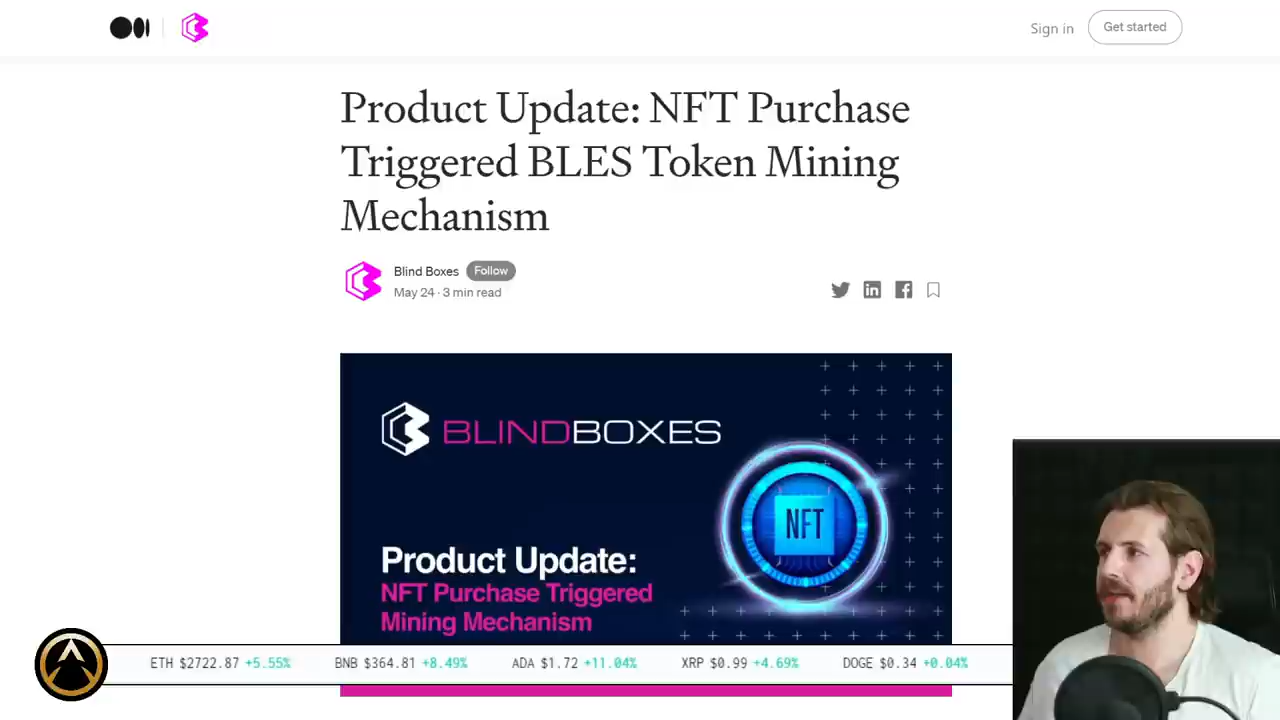 Sign in
Get started
Product Update: NFT Purchase
Triggered BLES Token Mining
Mechanism
Blind Boxes Follow
May 24 · 3 min read
BLINDBOXES
NFT
Product Update:
NFT Purchase Triggered
Mining Mechanism
ETH $2722.87 +5.55% BNB $364.81 +8.49% ADA $1.72 +11.04% XRP $0.99 +4.69% DOGE $0.34 +0.04%